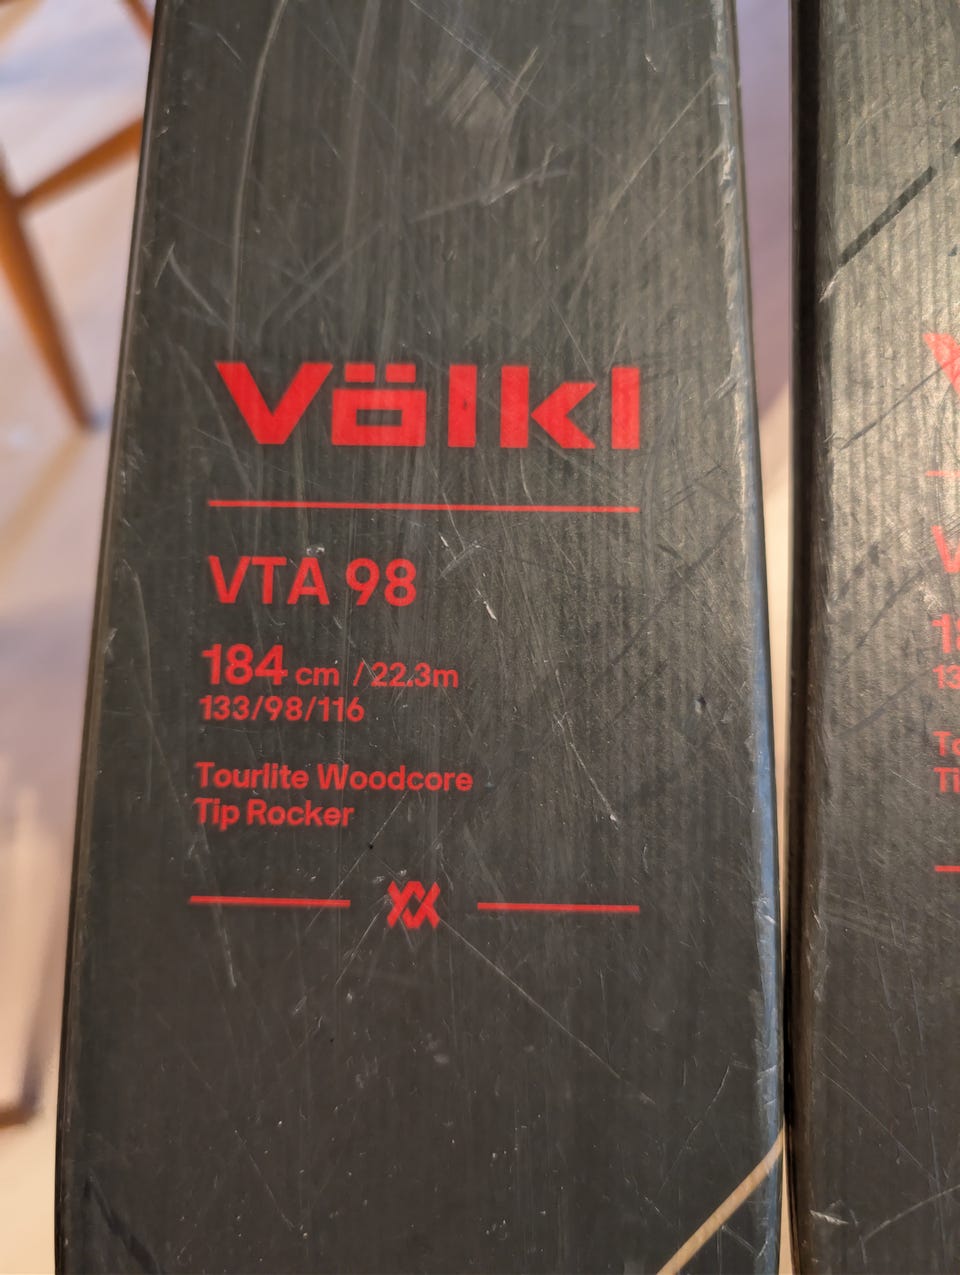 Völkl
VTA 98
184 cm / 22.3m
133/98/116
Tourlite Woodcore
Tip Rocker